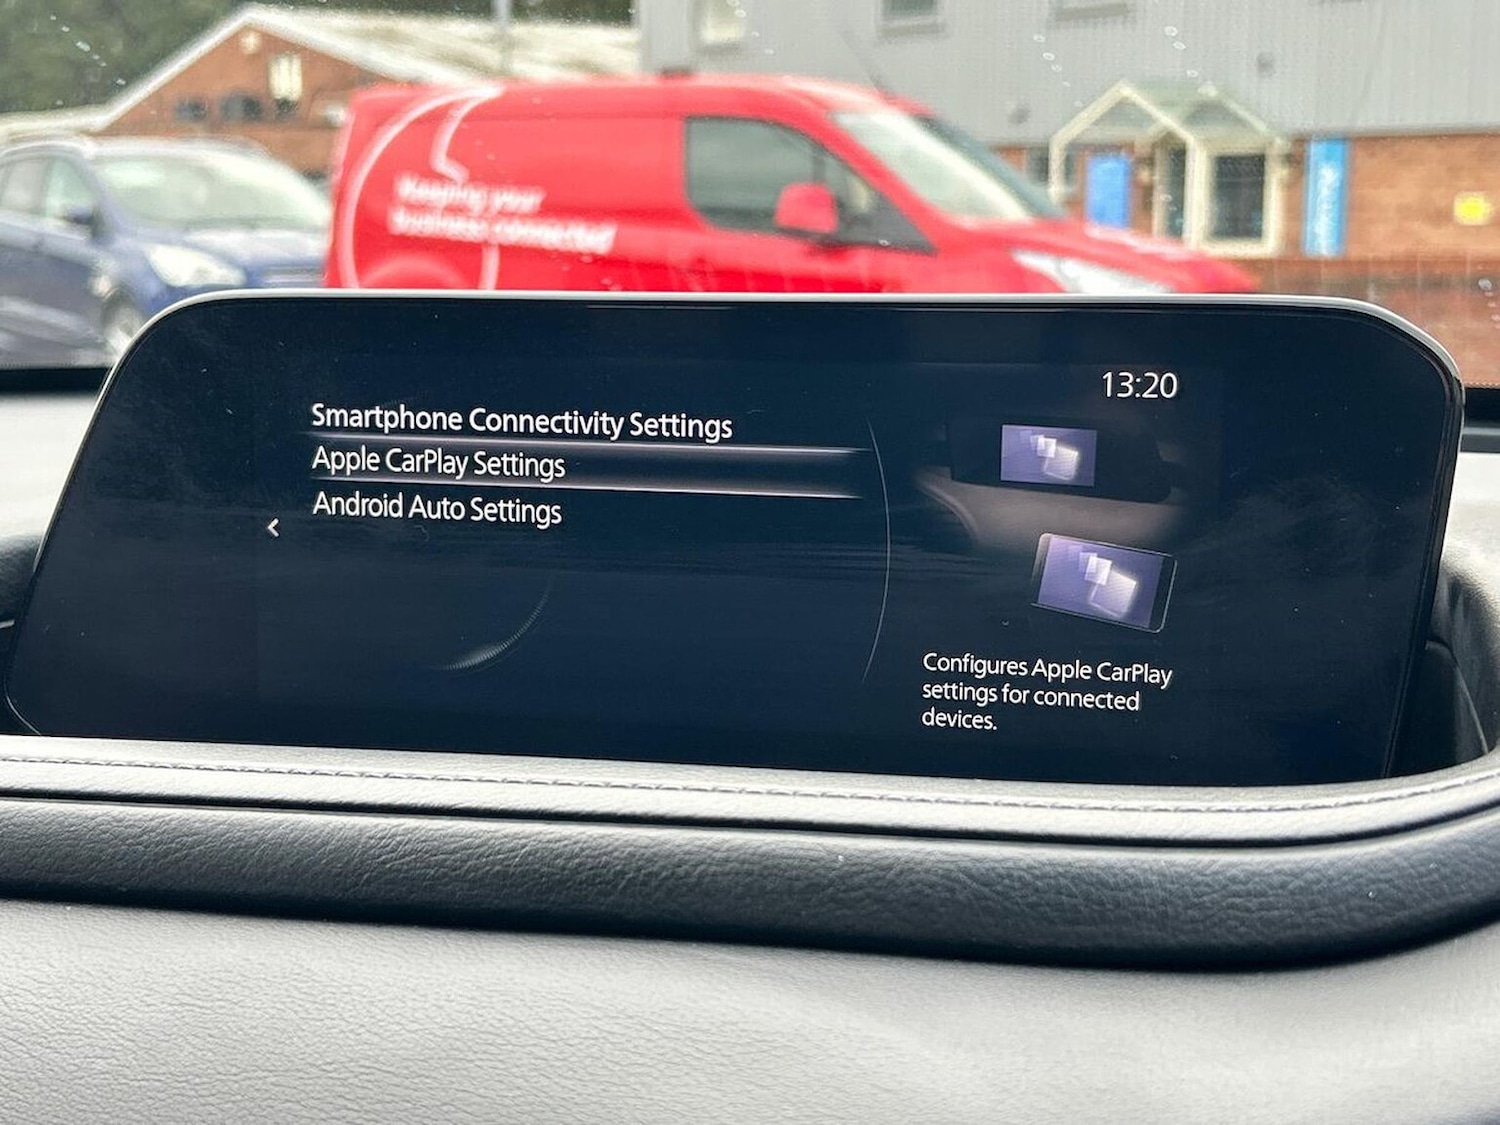 Keeping your
business connected
13:20
Smartphone Connectivity Settings
Apple CarPlay Settings
Android Auto Settings
Configures Apple CarPlay
settings for connected
devices.